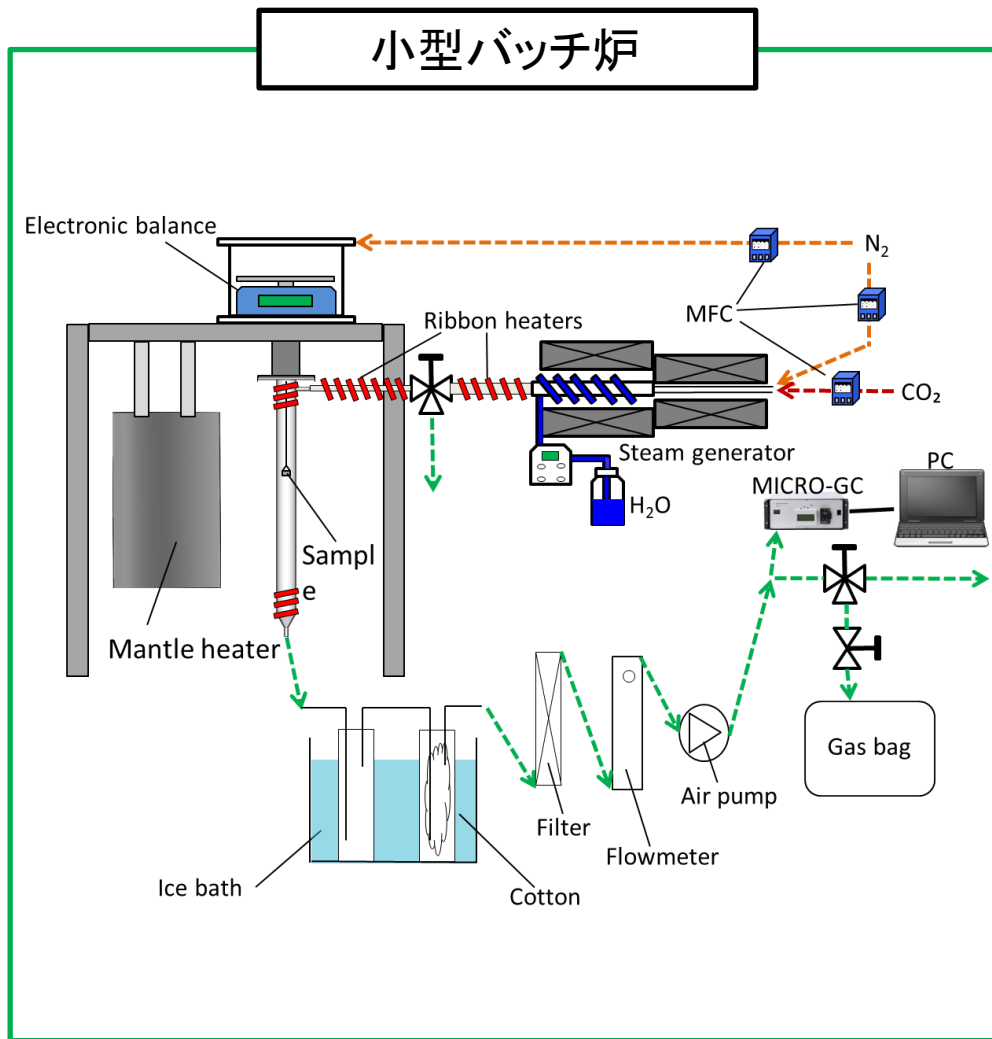 小型バッチ炉
Electronic balance
N₂
MFC
Ribbon heaters
CO₂
Steam generator
PC
MICRO-GC
H₂O
Sampl
e
Mantle heater
Gas bag
Air pump
Filter
Flowmeter
Ice bath
Cotton